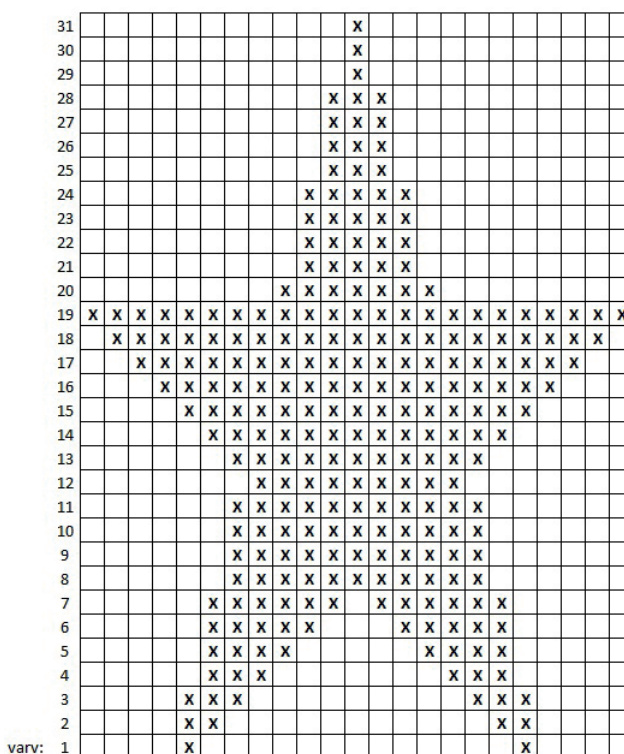 31 X
30 X
29 X
28 X X X
27 X X X
26 X X X
25 X X X
24 X X X X X
23 X X X X X
22 X X X X X
21 X X X X X
20 X X X X X X X
19 X X X X X X X X X X X X X X X X X X X X X X X
18 X X X X X X X X X X X X X X X X X X X X X
17 X X X X X X X X X X X X X X X X X X X
16 X X X X X X X X X X X X X X X X X
15 X X X X X X X X X X X X X X X
14 X X X X X X X X X X X X X
13 X X X X X X X X X X X
12 X X X X X X X X X
11 X X X X X X X X X X X
10 X X X X X X X X X X X
9 X X X X X X X X X X X
8 X X X X X X X X X X X
7 X X X X X X X X X X X X
6 X X X X X X X X X X
5 X X X X X X X X
4 X X X X X X
3 X X X X X X
2 X X X X
varv: 1 X X